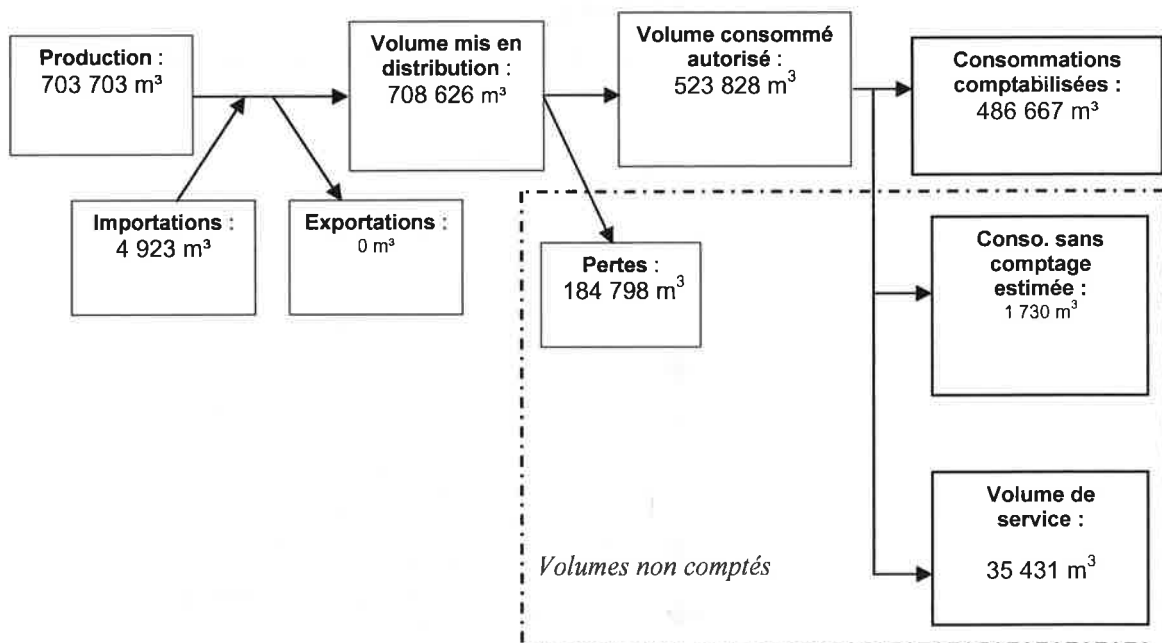 Production :
703 703 m³
Volume mis en
distribution :
708 626 m³
Volume consommé
autorisé :
523 828 m³
Consommations
comptabilisées :
486 667 m³
Importations :
4 923 m³
Exportations :
0 m³
Pertes :
184 798 m³
Conso. sans
comptage
estimée :
1 730 m³
Volume de
service :
35 431 m³
Volumes non comptés